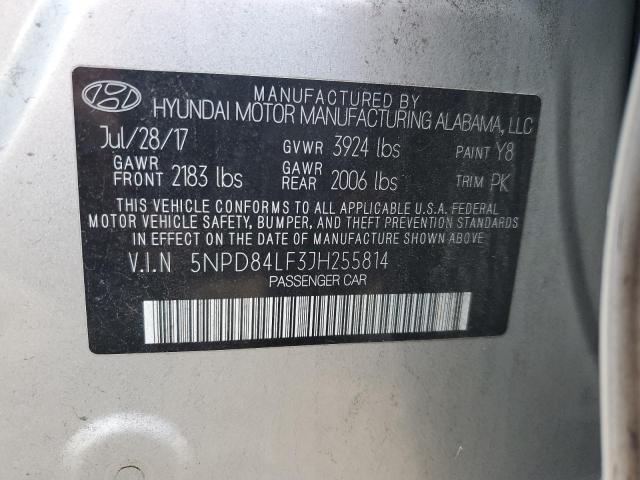 MANUFACTURED BY
HYUNDAI MOTOR MANUFACTURING ALABAMA, LLC
Jul/28/17 GVWR 3924 lbs PAINT Y8
GAWR FRONT 2183 lbs GAWR REAR 2006 lbs TRIM PK
THIS VEHICLE CONFORMS TO ALL APPLICABLE U.S.A. FEDERAL
MOTOR VEHICLE SAFETY, BUMPER, AND THEFT PREVENTION STANDARDS
IN EFFECT ON THE DATE OF MANUFACTURE SHOWN ABOVE.
V.I.N 5NPD84LF3JH255814
PASSENGER CAR